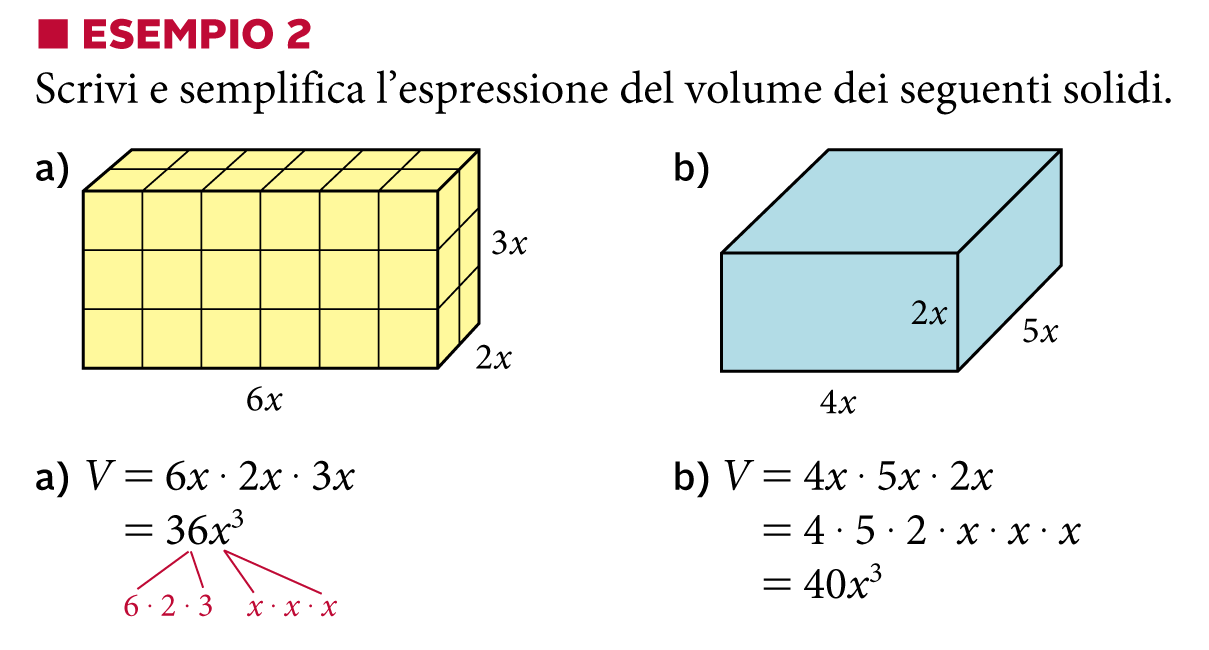 ESEMPIO 2
Scrivi e semplifica l’espressione del volume dei seguenti solidi.
a)
3x
2x
6x
b)
2x
5x
4x
a) V = 6x · 2x · 3x
= 36x³
6 · 2 · 3 x · x · x
b) V = 4x · 5x · 2x
= 4 · 5 · 2 · x · x · x
= 40x³